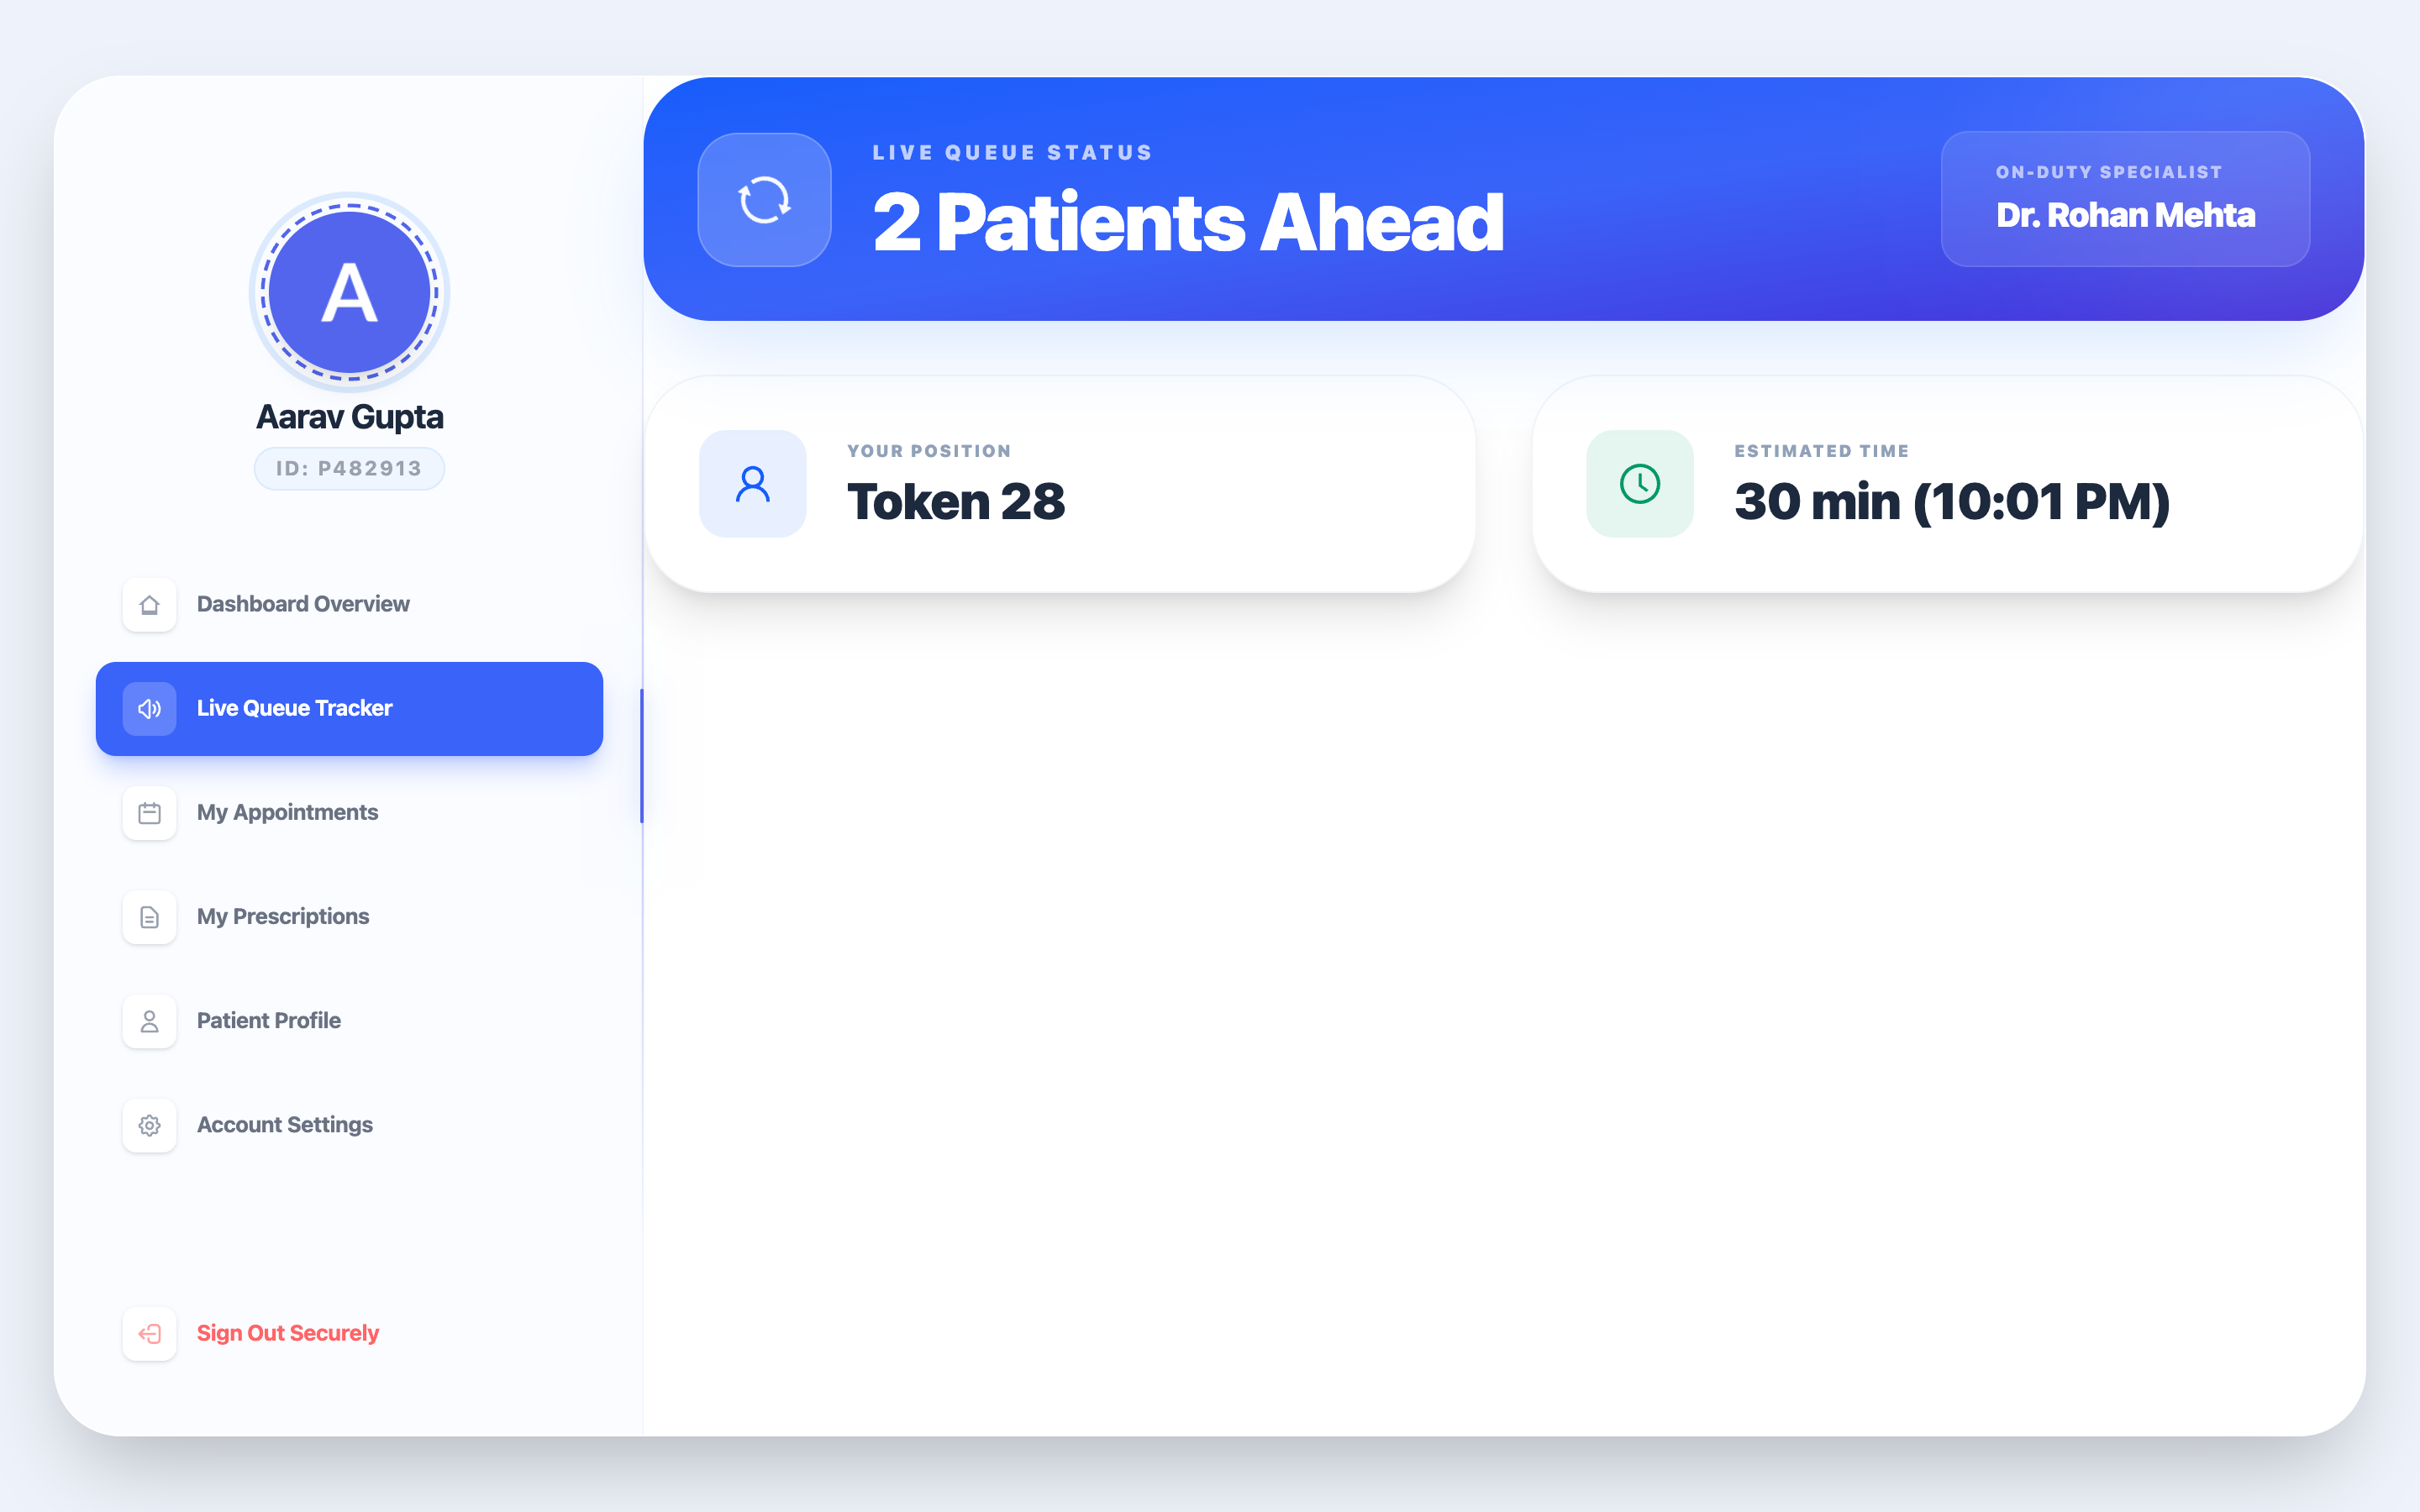 A
Aarav Gupta
ID: P482913
Dashboard Overview
Live Queue Tracker
My Appointments
My Prescriptions
Patient Profile
Account Settings
Sign Out Securely
LIVE QUEUE STATUS
2 Patients Ahead
ON-DUTY SPECIALIST
Dr. Rohan Mehta
YOUR POSITION
Token 28
ESTIMATED TIME
30 min (10:01 PM)